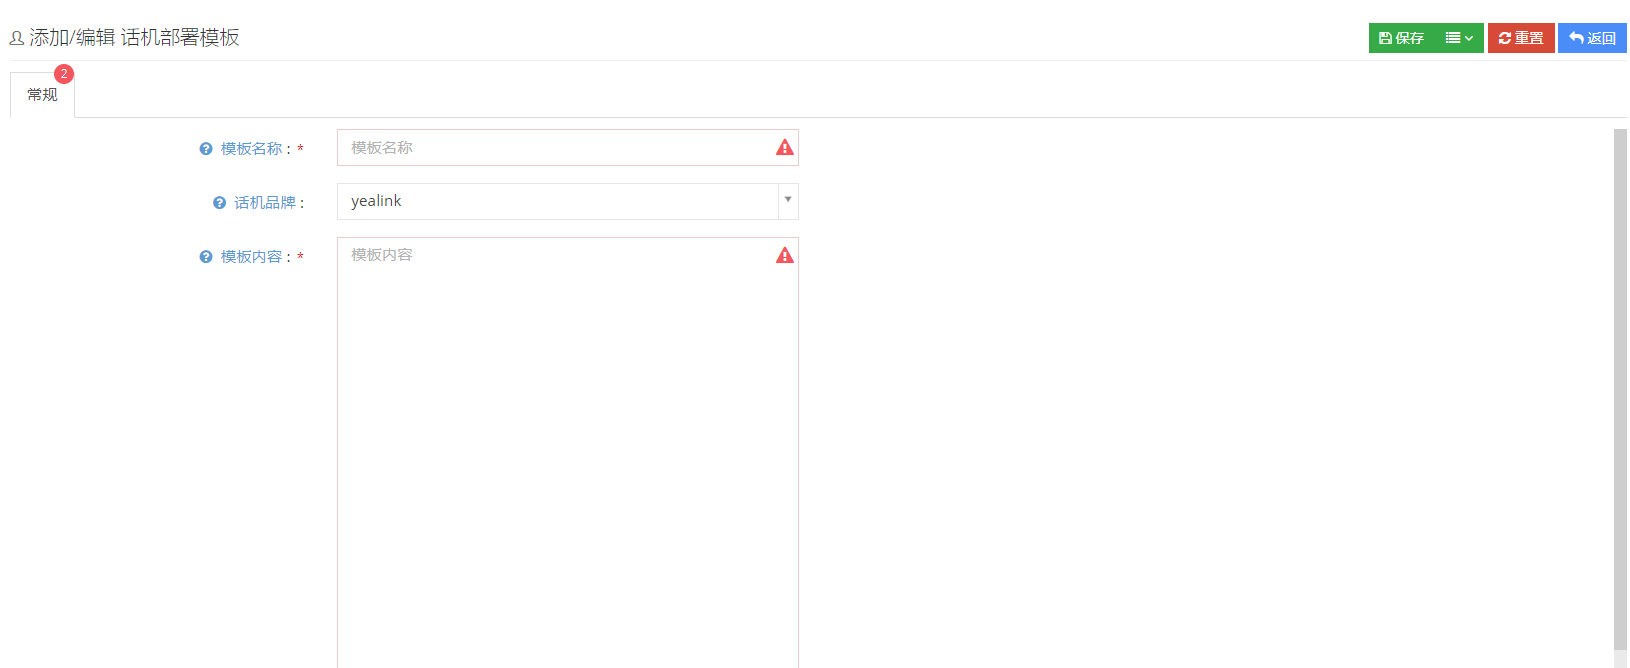 添加/编辑 话机部署模板
保存
重置
返回
常规
2
模板名称 : *
模板名称
话机品牌 :
yealink
模板内容 : *
模板内容